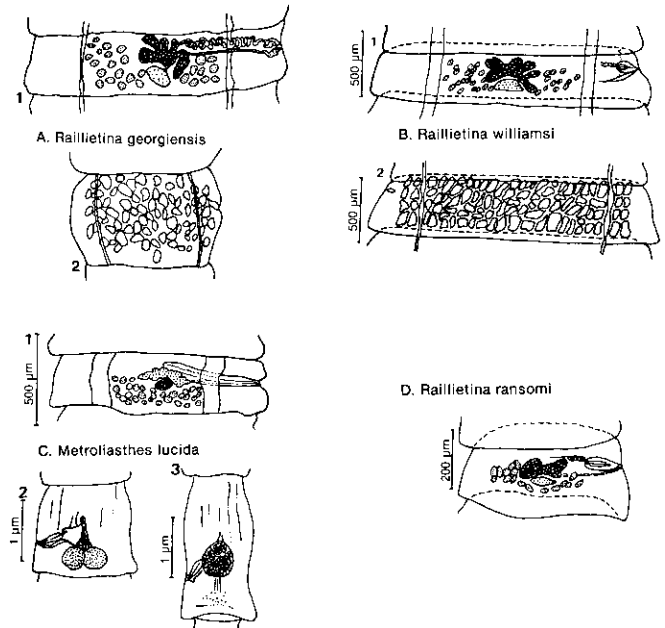 1
1
500 µm
A. Raillietina georgiensis
B. Raillietina williamsi
2
2
500 µm
1
500 µm
D. Raillietina ransomi
C. Metroliasthes lucida
200 µm
2
3
1 µm
1 µm